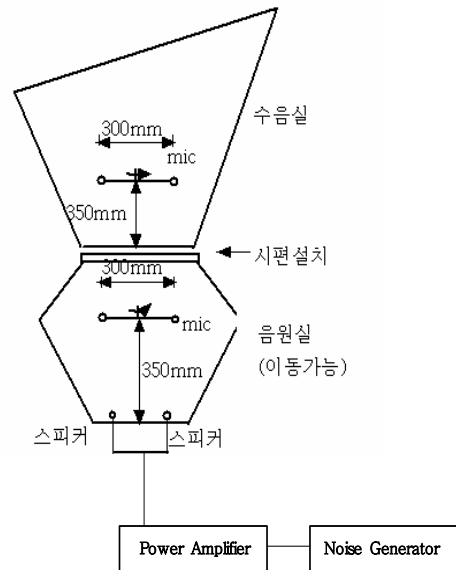 수음실
300mm
mic
350mm
시편설치
300mm
음원실
mic
(이동가능)
350mm
스피커
스피커
Power Amplifier
Noise Generator